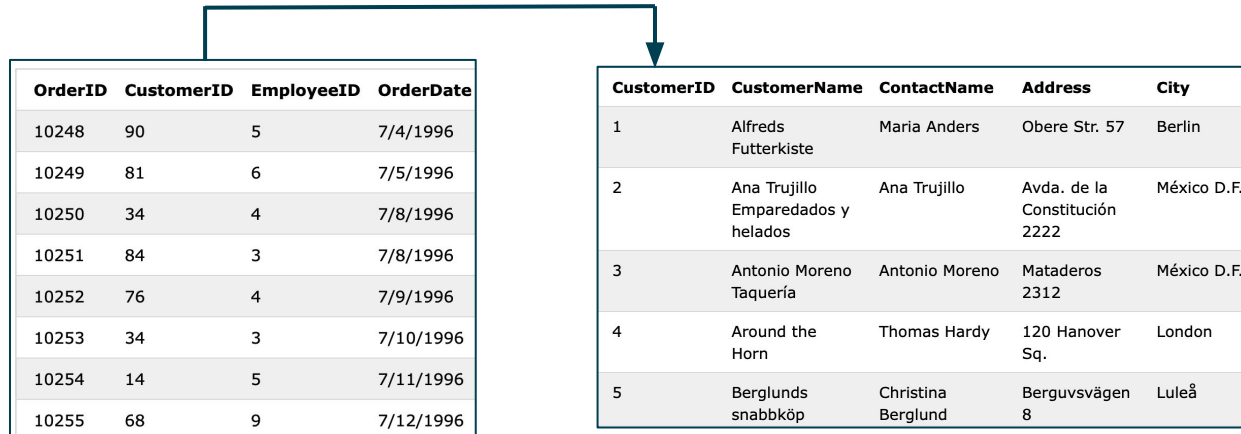 OrderID CustomerID EmployeeID OrderDate
10248 90 5 7/4/1996
10249 81 6 7/5/1996
10250 34 4 7/8/1996
10251 84 3 7/8/1996
10252 76 4 7/9/1996
10253 34 3 7/10/1996
10254 14 5 7/11/1996
10255 68 9 7/12/1996
CustomerID CustomerName ContactName Address City
1 Alfreds Maria Anders Obere Str. 57 Berlin
Futterkiste
2 Ana Trujillo Ana Trujillo Avda. de la México D.F.
Emparedados y Constitución
helados 2222
3 Antonio Moreno Antonio Moreno Mataderos México D.F.
Taquería 2312
4 Around the Thomas Hardy 120 Hanover London
Horn Sq.
5 Berglunds Christina Berguvsvägen Luleå
snabbköp Berglund 8